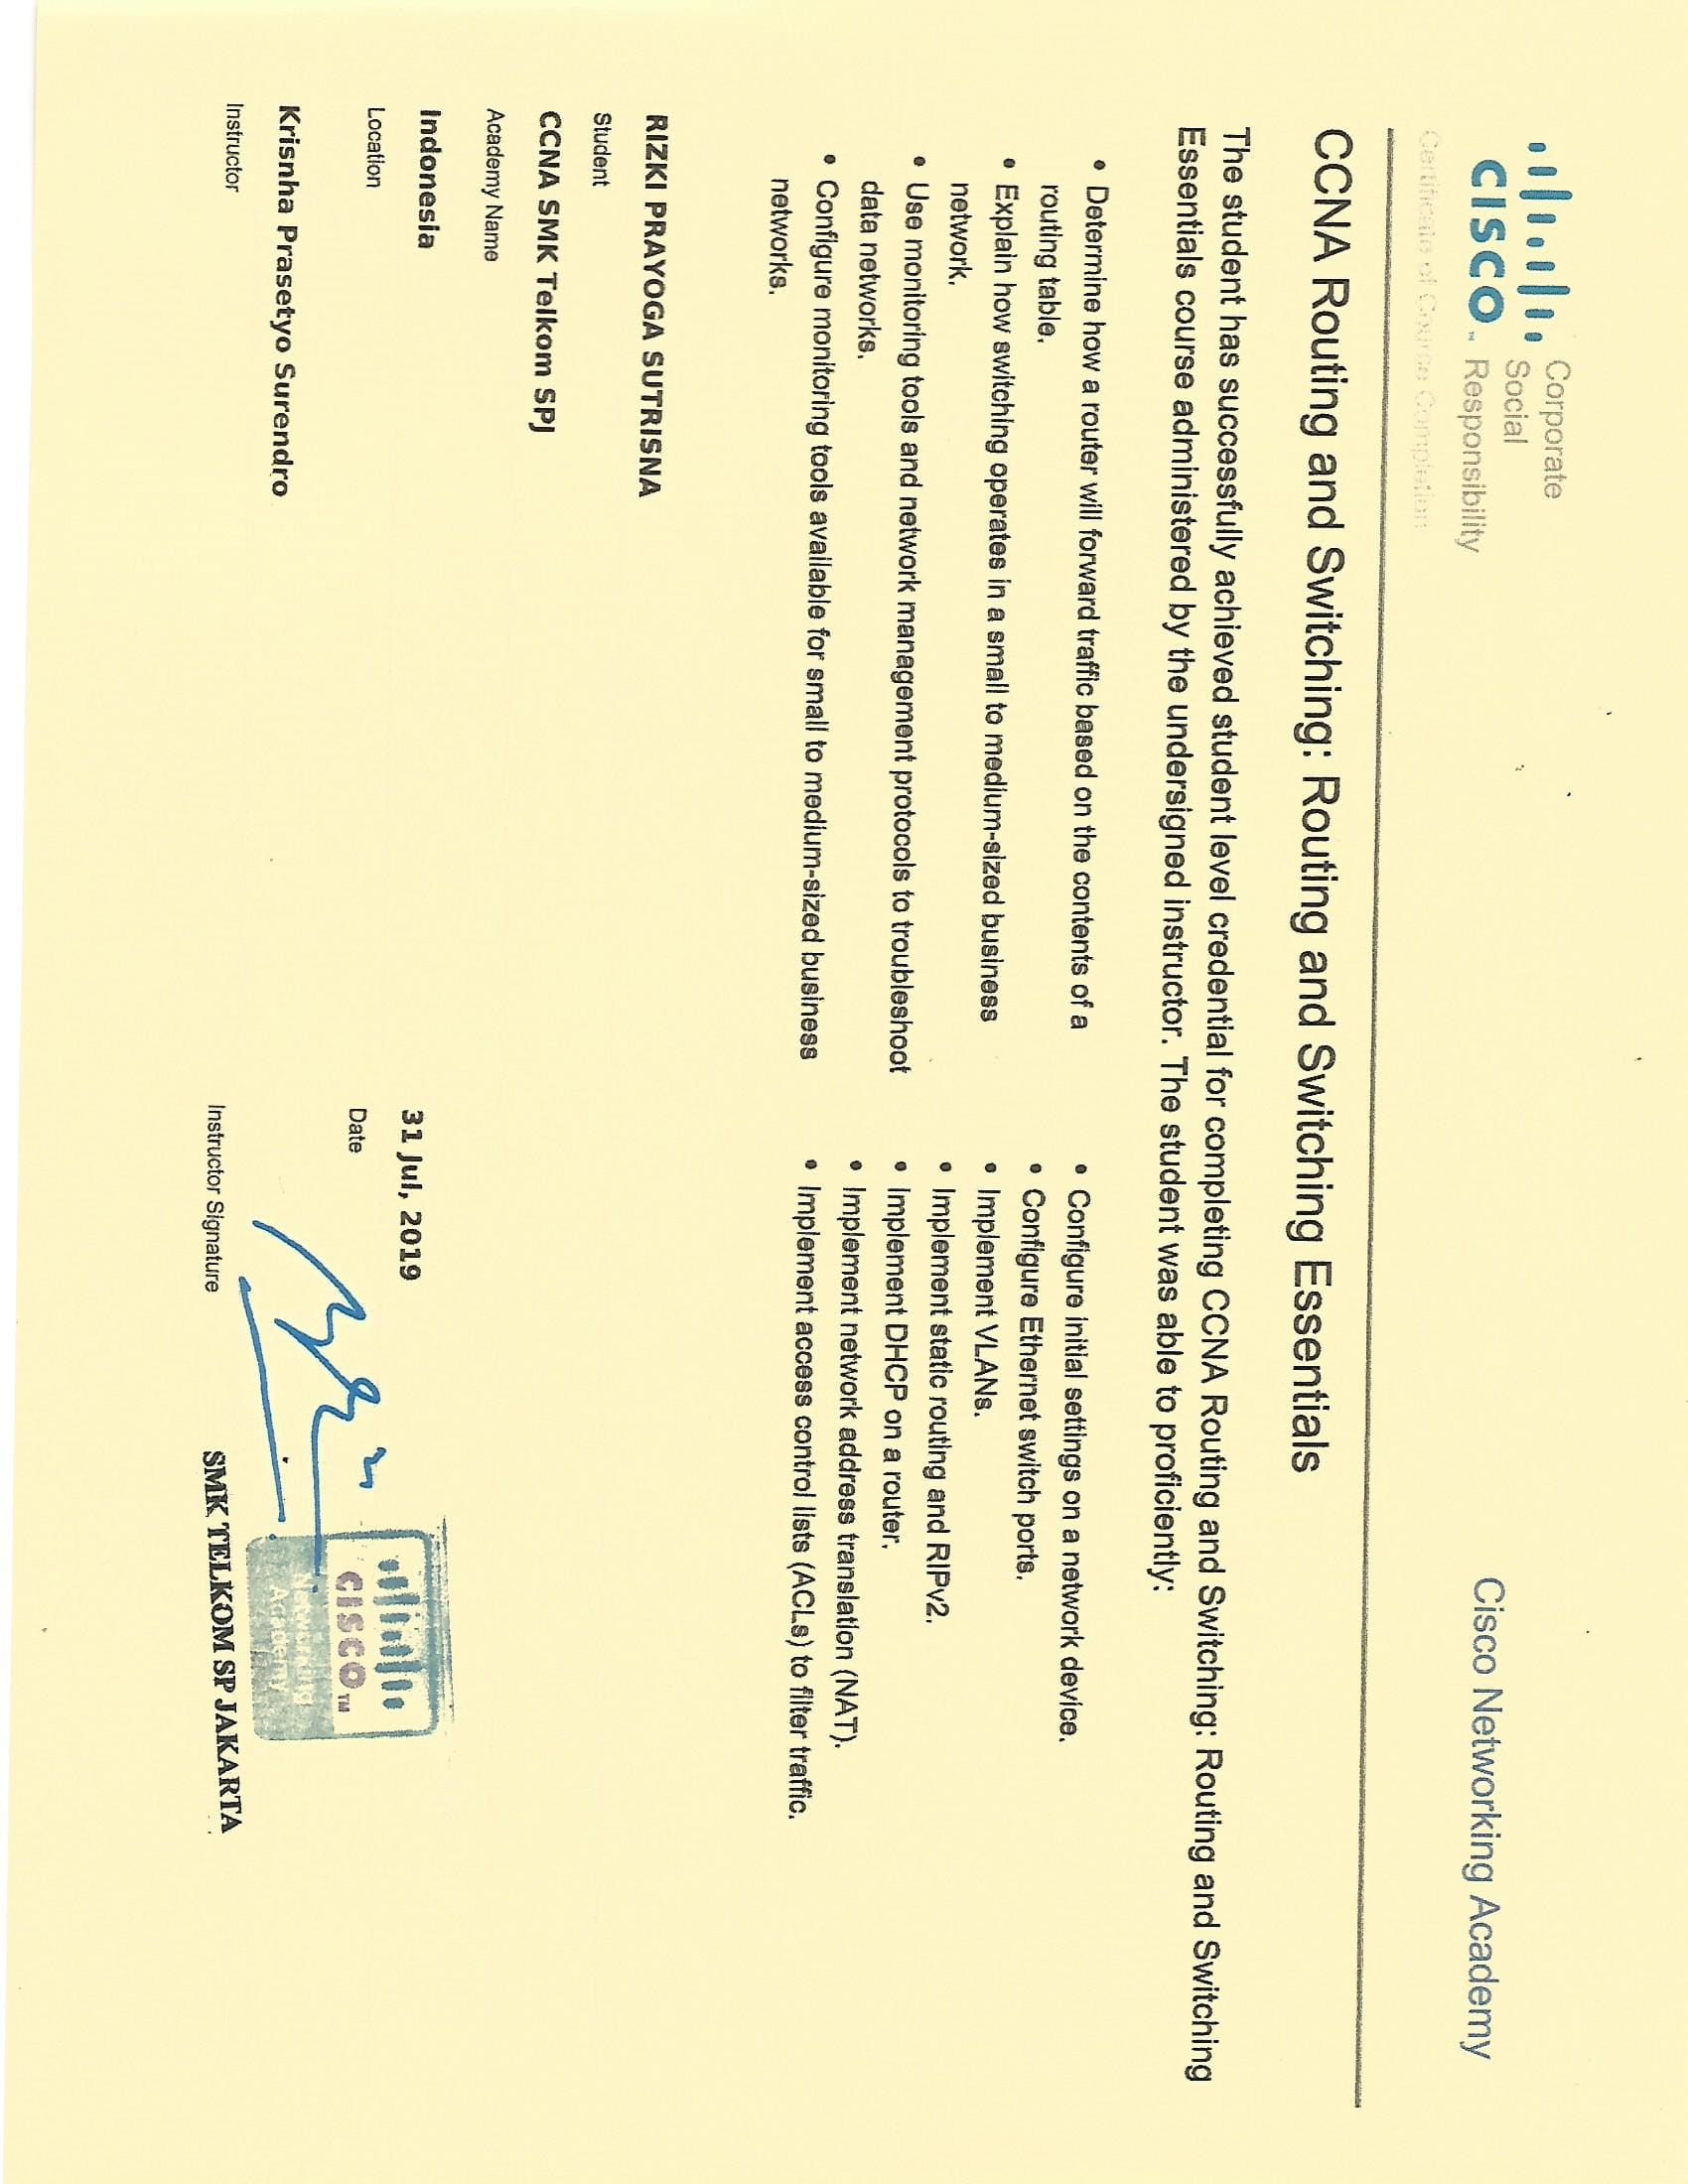 Corporate
Social
CISCO™ Responsibility
Cisco Networking Academy
Certificate of Course Completion
CCNA Routing and Switching: Routing and Switching Essentials
The student has successfully achieved student level credential for completing CCNA Routing and Switching: Routing and Switching
Essentials course administered by the undersigned instructor. The student was able to proficiently:
• Determine how a router will forward traffic based on the contents of a
routing table.
• Explain how switching operates in a small to medium-sized business
network.
• Use monitoring tools and network management protocols to troubleshoot
data networks.
• Configure monitoring tools available for small to medium-sized business
networks.
• Configure initial settings on a network device.
• Configure Ethernet switch ports.
• Implement VLANs.
• Implement static routing and RIPv2.
• Implement DHCP on a router.
• Implement network address translation (NAT).
• Implement access control lists (ACLs) to filter traffic.
RIZKI PRAYOGA SUTRISNA
Student
CCNA SMK Telkom SPJ
Academy Name
Indonesia
Location
31 Jul, 2019
Date
Krisnha Prasetyo Surendro
Instructor
Instructor Signature
CISCO™
Networking
Academy
SMK TELKOM SP JAKARTA